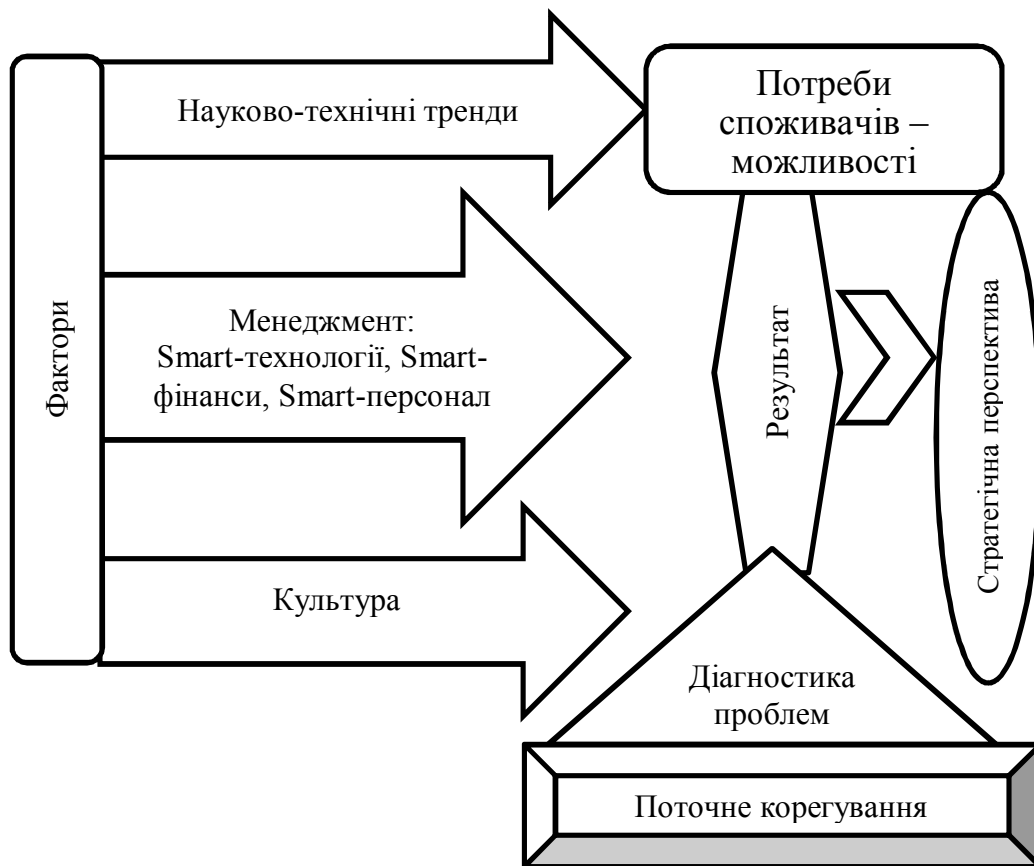 Фактори
Науково-технічні тренди
Менеджмент:
Smart-технології, Smart-
фінанси, Smart-персонал
Культура
Потреби
споживачів –
можливості
Результат
Стратегічна перспектива
Діагностика
проблем
Поточне корегування